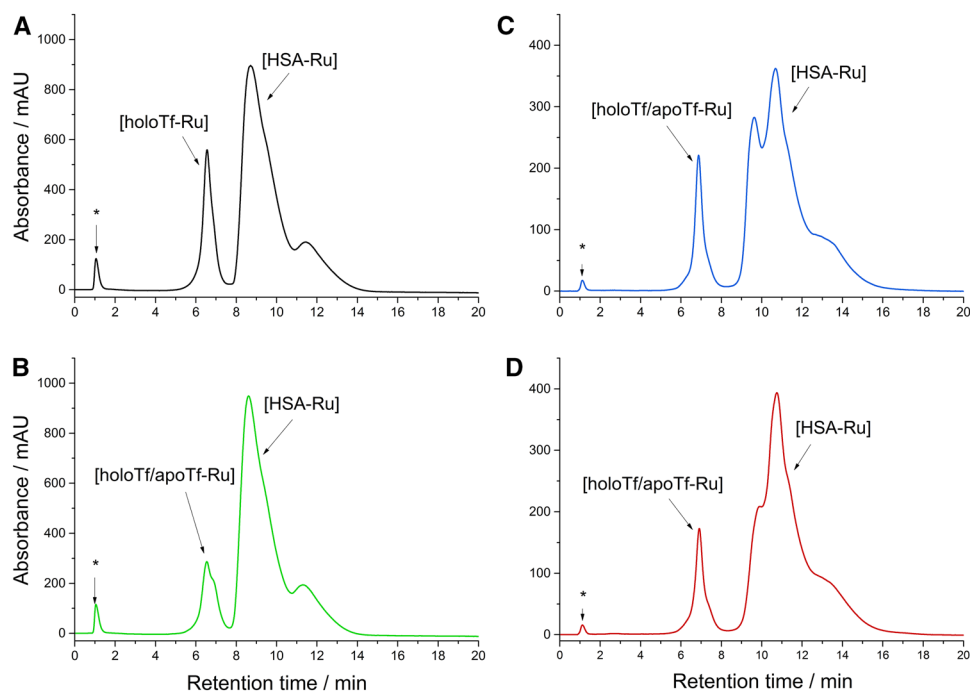 A
1000
800
600
400
200
0
Absorbance / mAU
*
[holoTf-Ru]
[HSA-Ru]
0 2 4 6 8 10 12 14 16 18 20
C
400
300
200
100
0
*
[holoTf/apoTf-Ru]
[HSA-Ru]
0 2 4 6 8 10 12 14 16 18 20
B
1000
800
600
400
200
0
Absorbance / mAU
*
[holoTf/apoTf-Ru]
[HSA-Ru]
0 2 4 6 8 10 12 14 16 18 20
Retention time / min
D
400
300
200
100
0
*
[holoTf/apoTf-Ru]
[HSA-Ru]
0 2 4 6 8 10 12 14 16 18 20
Retention time / min